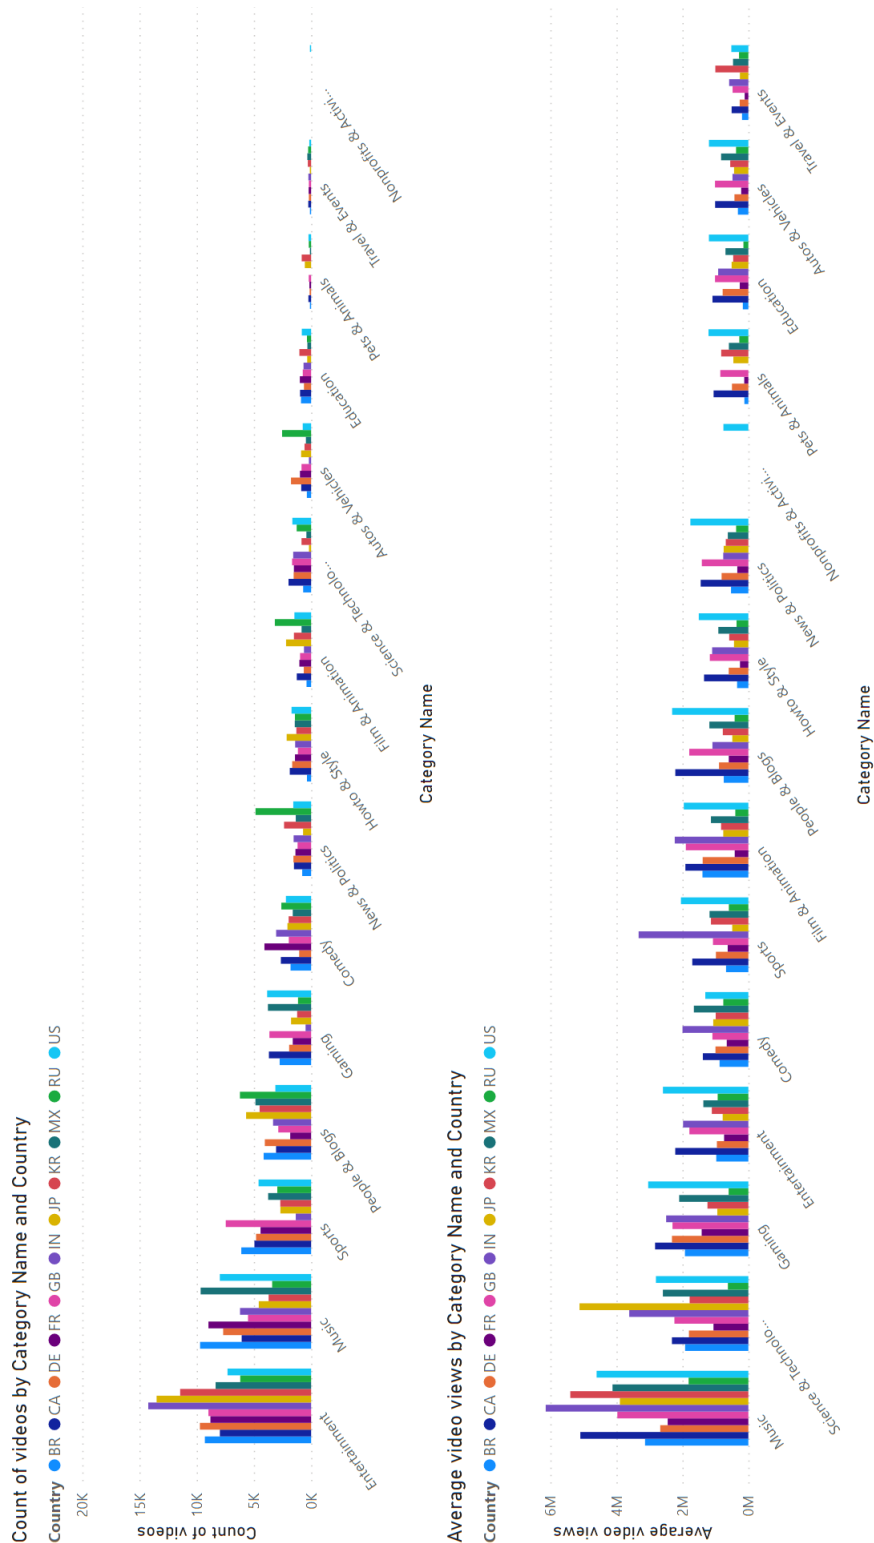 Count of videos by Category Name and Country
Country BR CA DE FR GB IN JP KR MX RU US
20K
15K
10K
5K
0K
Count of videos
Entertainment
Music
Sports
People & Blogs
Gaming
Comedy
News & Politics
Howto & Style
Film & Animation
Science & Technolo...
Autos & Vehicles
Education
Pets & Animals
Travel & Events
Nonprofits & Activi...
Category Name
Average video views by Category Name and Country
Country BR CA DE FR GB IN JP KR MX RU US
6M
4M
2M
0M
Average video views
Music
Science & Technolo...
Gaming
Entertainment
Comedy
Sports
Film & Animation
People & Blogs
Howto & Style
News & Politics
Nonprofits & Activi...
Pets & Animals
Education
Autos & Vehicles
Travel & Events
Category Name